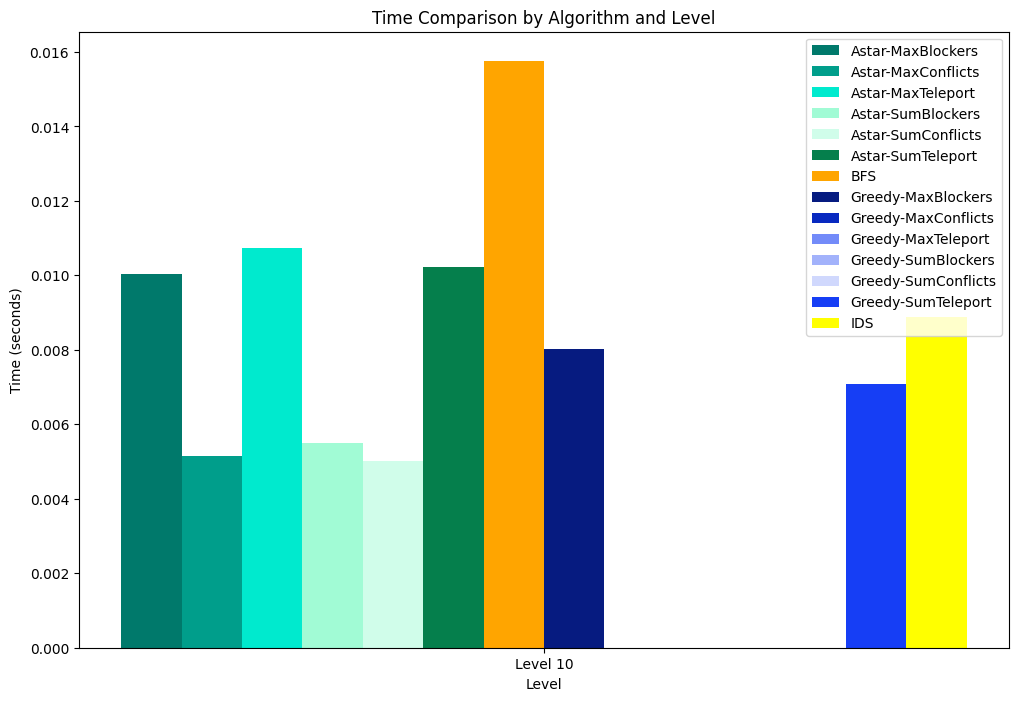 Time Comparison by Algorithm and Level
Time (seconds)
0.016
0.014
0.012
0.010
0.008
0.006
0.004
0.002
0.000
Astar-MaxBlockers
Astar-MaxConflicts
Astar-MaxTeleport
Astar-SumBlockers
Astar-SumConflicts
Astar-SumTeleport
BFS
Greedy-MaxBlockers
Greedy-MaxConflicts
Greedy-MaxTeleport
Greedy-SumBlockers
Greedy-SumConflicts
Greedy-SumTeleport
IDS
Level 10
Level